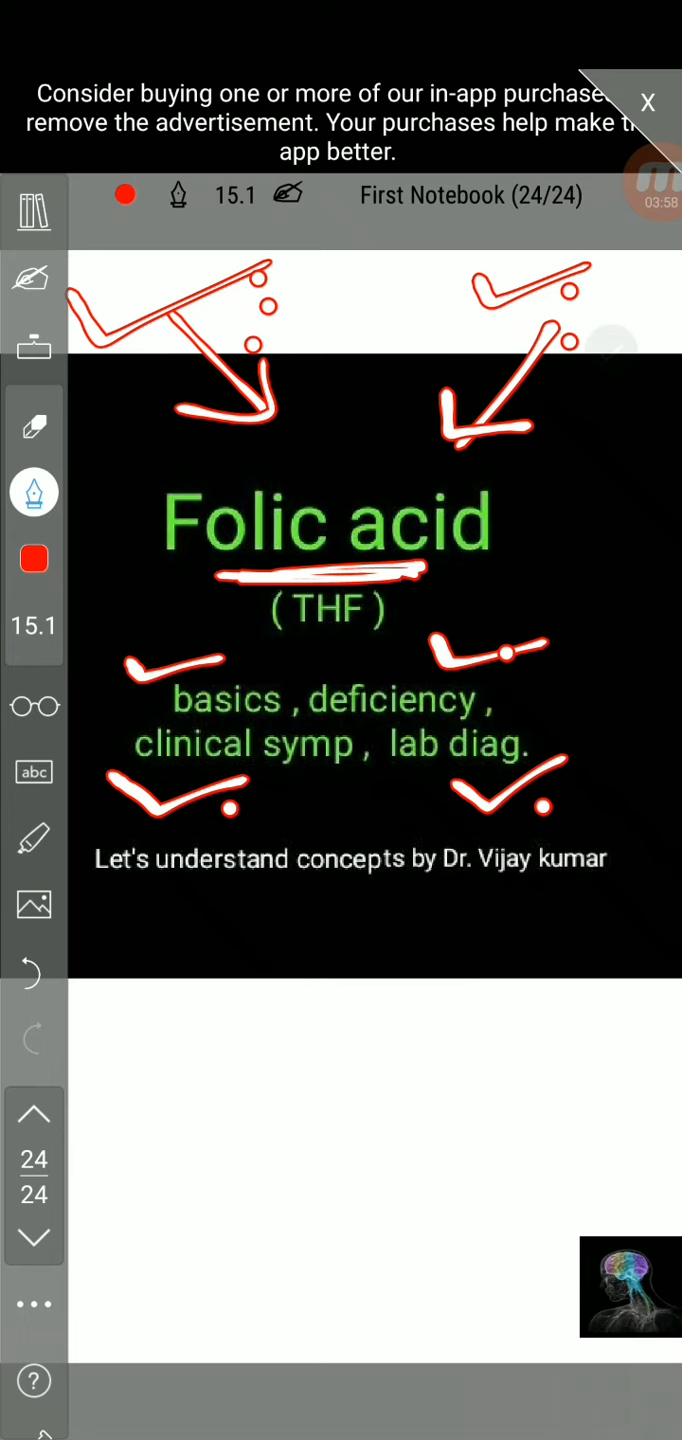 Consider buying one or more of our in-app purchase
remove the advertisement. Your purchases help make
app better.
X
03:58
15.1
First Notebook (24/24)
Folic acid
( THF )
15.1
basics , deficiency ,
clinical symp , lab diag.
abc
Let's understand concepts by Dr. Vijay kumar
24
24
?